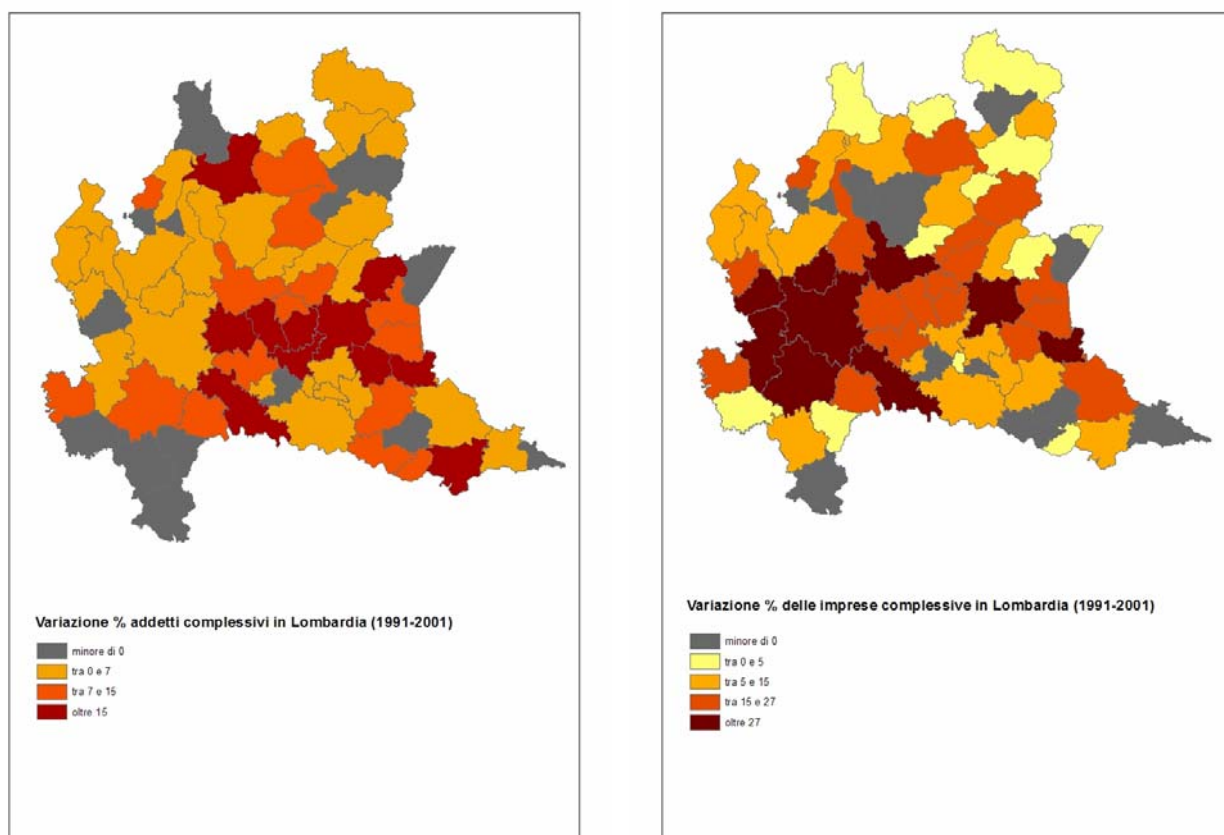 Variazione % addetti complessivi in Lombardia (1991-2001)
minore di 0
tra 0 e 7
tra 7 e 15
oltre 15
Variazione % delle imprese complessive in Lombardia (1991-2001)
minore di 0
tra 0 e 5
tra 5 e 15
tra 15 e 27
oltre 27